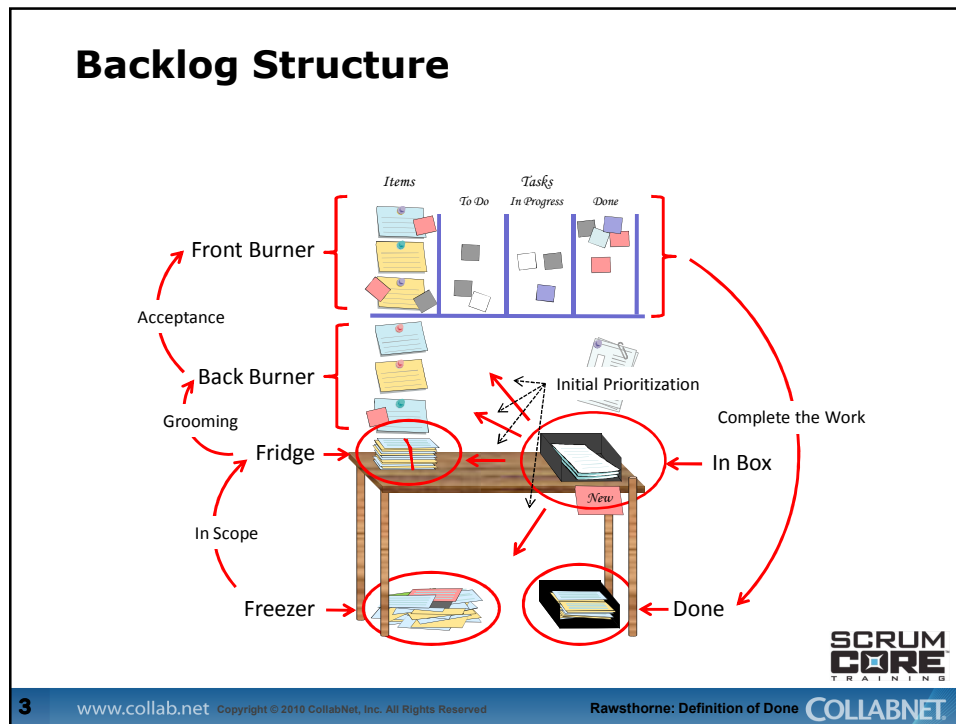 Backlog Structure
Items
Tasks
To Do
In Progress
Done
Front Burner
Acceptance
Back Burner
Initial Prioritization
Grooming
Complete the Work
Fridge
In Box
New
In Scope
Freezer
Done
SCRUM
CORE
TRAINING
3 www.collab.net Copyright © 2010 CollabNet, Inc. All Rights Reserved Rawsthorne: Definition of Done COLLABNET.